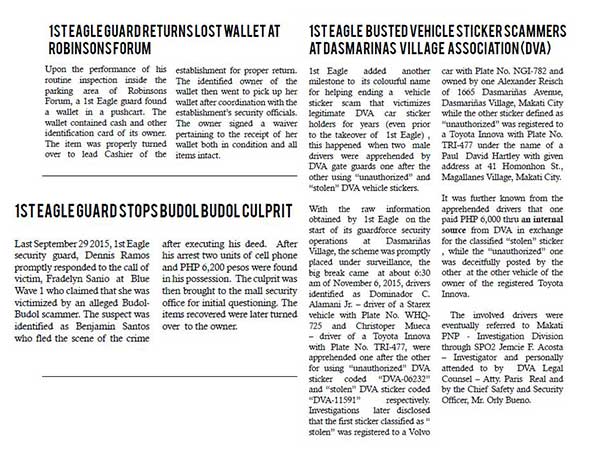 1ST EAGLE GUARD RETURNS LOST WALLET AT
ROBINSONS FORUM
Upon the performance of his
routine inspection inside the
parking area of Robinsons
Forum, a 1st Eagle guard found
a wallet in a pushcart. The
wallet contained cash and other
identification card of its owner.
The item was properly turned
over to lead Cashier of the
establishment for proper return.
The identified owner of the
wallet then went to pick up her
wallet after coordination with the
establishment's security officials.
The owner signed a waiver
pertaining to the receipt of her
wallet both in condition and all
items intact.
1ST EAGLE GUARD STOPS BUDOL BUDOL CULPRIT
Last September 29 2015, 1st Eagle
security guard, Dennis Ramos
promptly responded to the call of
victim, Fradelyn Sanio at Blue
Wave 1 who claimed that she was
victimized by an alleged Budol-
Budol scammer. The suspect was
identified as Benjamin Santos
who fled the scene of the crime
after executing his deed. After
his arrest two units of cell phone
and PHP 6,200 pesos were found
in his possession. The culprit was
then brought to the mall security
office for initial questioning. The
items recovered were later turned
over to the owner.
1ST EAGLE BUSTED VEHICLE STICKER SCAMMERS
AT DASMARINAS VILLAGE ASSOCIATION (DVA)
1st Eagle added another
milestone to its colourful name
for helping ending a vehicle
sticker scam that victimizes
legitimate DVA car sticker
holders for years (even prior
to the takeover of 1st Eagle) ,
this happened when two male
drivers were apprehended by
DVA gate guards one after the
other using "unauthorized" and
"stolen" DVA vehicle stickers.
With the raw information
obtained by 1st Eagle on the
start of its guardforce security
operations at Dasmariñas
Village, the scheme was promptly
placed under surveillance, the
big break came at about 6:30
am of November 6, 2015, drivers
identified as Dominador C.
Alamani Jr. – driver of a Starex
vehicle with Plate No. WHQ-
725 and Christoper Mueca
– driver of a Toyota Innova
with Plate No. TRI-477, were
apprehended one after the other
for using "unauthorized" DVA
sticker coded "DVA-06232"
and "stolen" DVA sticker coded
"DVA-11591" respectively.
Investigations later disclosed
that the first sticker classified as "
stolen" was registered to a Volvo
car with Plate No. NGI-782 and
owned by one Alexander Reisch
of 1665 Dasmariñas Avenue,
Dasmariñas Village, Makati City
while the other sticker defined as
"unauthorized" was registered to
a Toyota Innova with Plate No.
TRI-477 under the name of a
Paul David Hartley with given
address at 41 Homonhon St.,
Magallanes Village, Makati City.
It was further known from the
apprehended drivers that one
paid PHP 6,000 thru an internal
source from DVA in exchange
for the classified "stolen" sticker
, while the "unauthorized" one
was deceitfully posted by the
other at the other vehicle of the
owner of the registered Toyota
Innova.
The involved drivers were
eventually referred to Makati
PNP - Investigation Division
through SPO2 Jemcie F. Acosta
– Investigator and personally
attended to by DVA Legal
Counsel – Atty. Paris Real and
by the Chief Safety and Security
Officer, Mr. Orly Bueno.